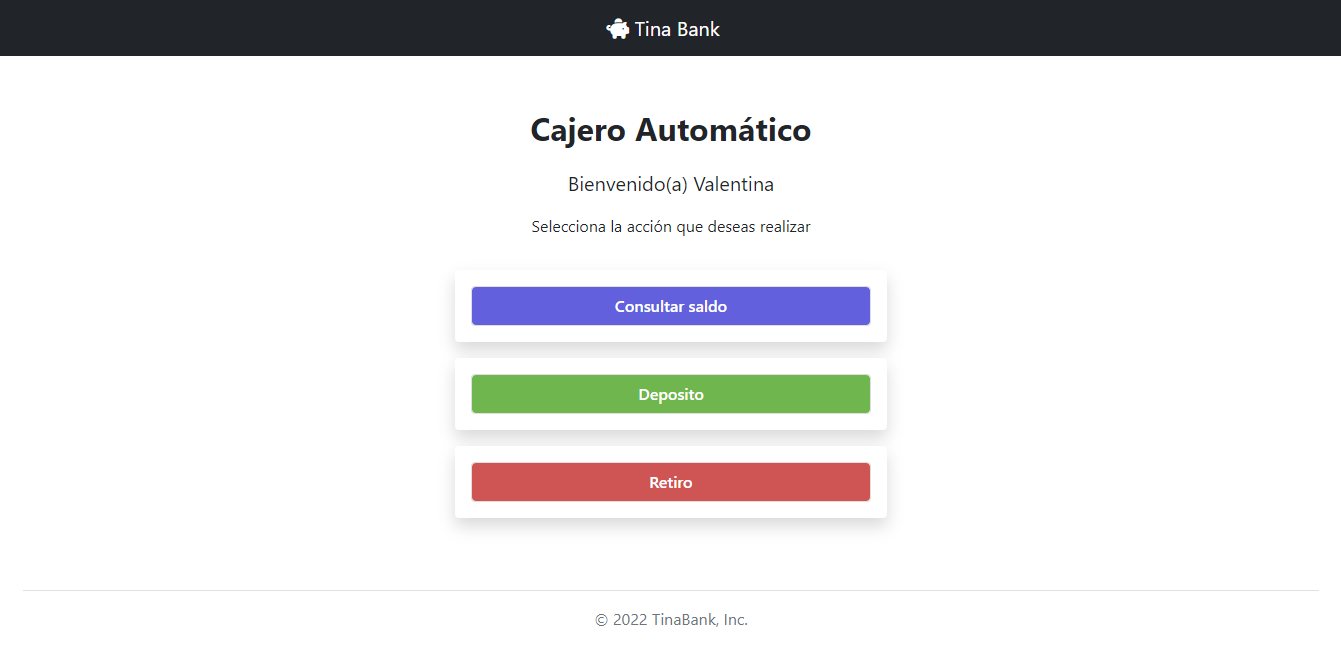 Tina Bank
Cajero Automático
Bienvenido(a) Valentina
Selecciona la acción que deseas realizar
Consultar saldo
Deposito
Retiro
© 2022 TinaBank, Inc.